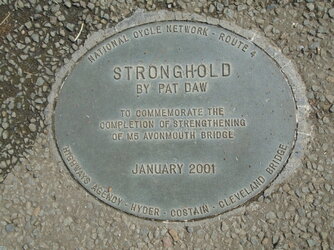 NATIONAL CYCLE NETWORK - ROUTE 4
STRONGHOLD
BY PAT DAW
TO COMMEMORATE THE
COMPLETION OF STRENGTHENING
OF M5 AVONMOUTH BRIDGE
JANUARY 2001
HIGHWAYS AGENCY - HYDER - COSTAIN - CLEVELAND BRIDGE